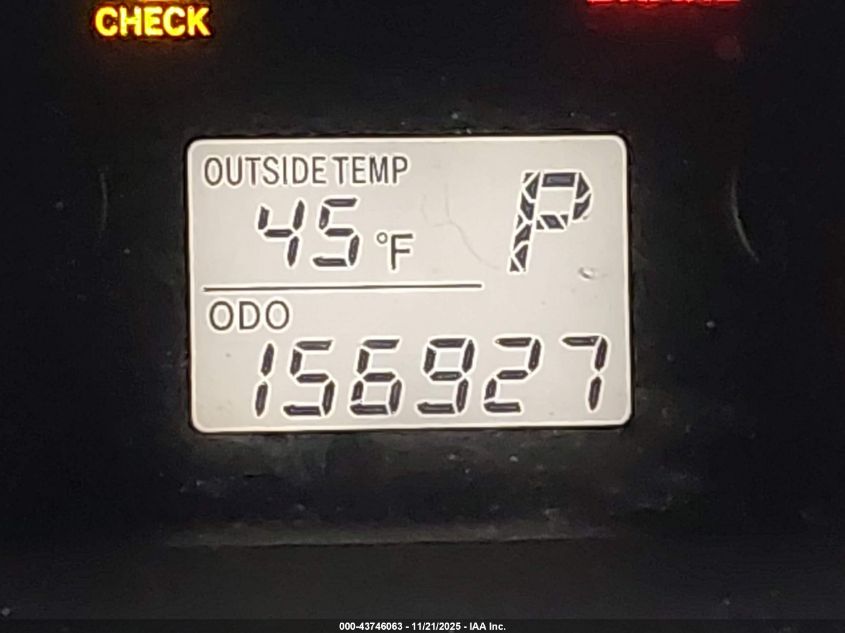 CHECK
OUTSIDE TEMP
45 °F P
ODO
156927
000-43746063 - 11/21/2025 - IAA Inc.